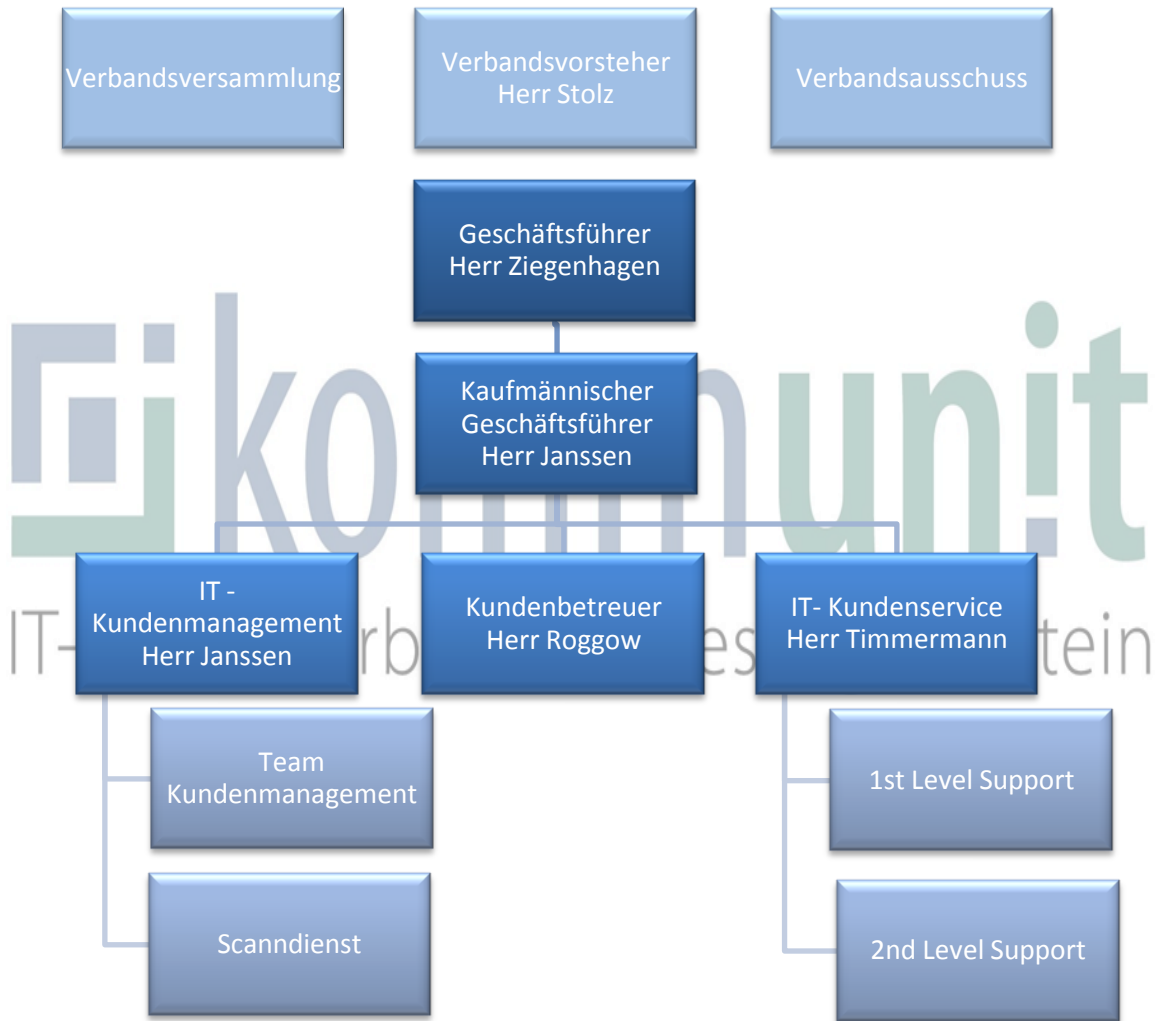 Verbandsversammlung
Verbandsvorsteher
Herr Stolz
Verbandsausschuss
Geschäftsführer
Herr Ziegenhagen
Kaufmännischer
Geschäftsführer
Herr Janssen
IT -
Kundenmanagement
Herr Janssen
Kundenbetreuer
Herr Roggow
IT- Kundenservice
Herr Timmermann
Team
Kundenmanagement
Scanndienst
1st Level Support
2nd Level Support